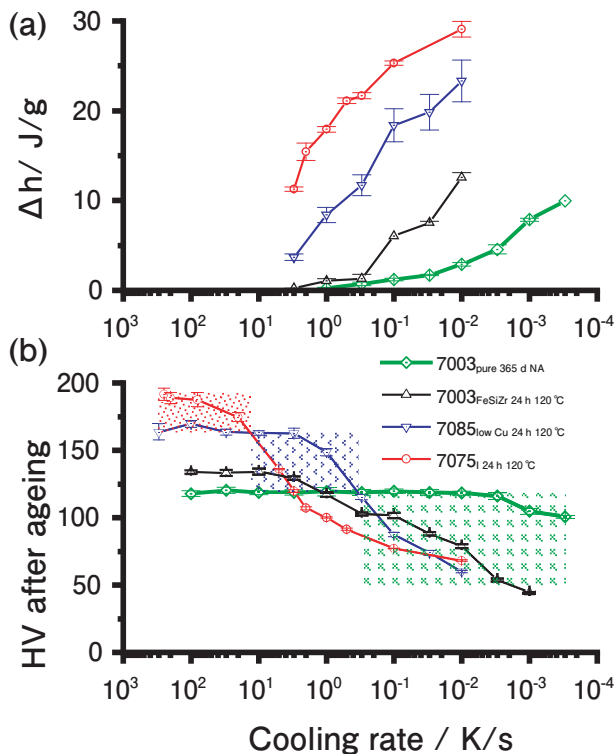 (a)
30
20
10
0
Δh/ J/g
10³ 10² 10¹ 10⁰ 10⁻¹ 10⁻² 10⁻³ 10⁻⁴
(b)
7003pure 365 d NA
7003FeSiZr 24 h 120 °C
7085low Cu 24 h 120 °C
7075I 24 h 120 °C
200
150
100
50
0
HV after ageing
10³ 10² 10¹ 10⁰ 10⁻¹ 10⁻² 10⁻³ 10⁻⁴
Cooling rate / K/s